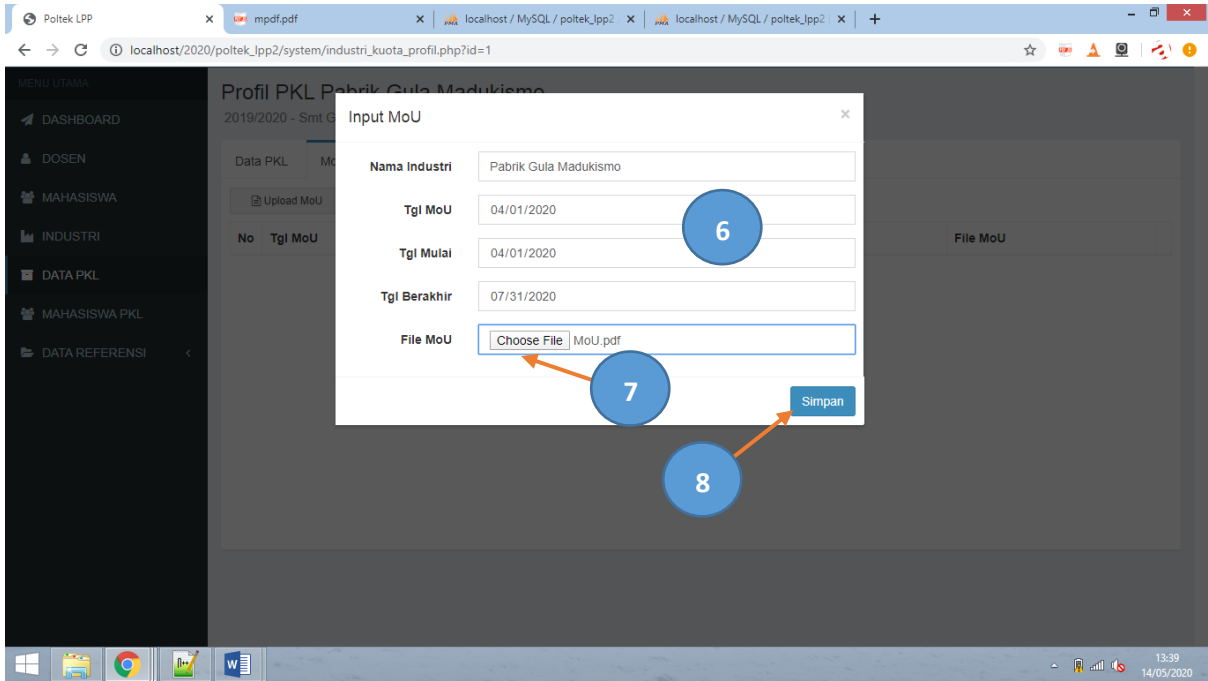 Poltek LPP
mpdf.pdf
localhost / MySQL / poltek_lpp2
localhost / MySQL / poltek_lpp2
localhost/2020/poltek_lpp2/system/industri_kuota_profil.php?id=1
MENU UTAMA
DASHBOARD
DOSEN
MAHASISWA
INDUSTRI
DATA PKL
MAHASISWA PKL
DATA REFERENSI
Profil PKL Pabrik Gula Madukismo
2019/2020 - Smt G
Data PKL
Mo
Upload MoU
No Tgl MoU
File MoU
Input MoU
Nama Industri Pabrik Gula Madukismo
Tgl MoU 04/01/2020
6
Tgl Mulai 04/01/2020
Tgl Berakhir 07/31/2020
File MoU Choose File MoU.pdf
7
Simpan
8
13:39
14/05/2020